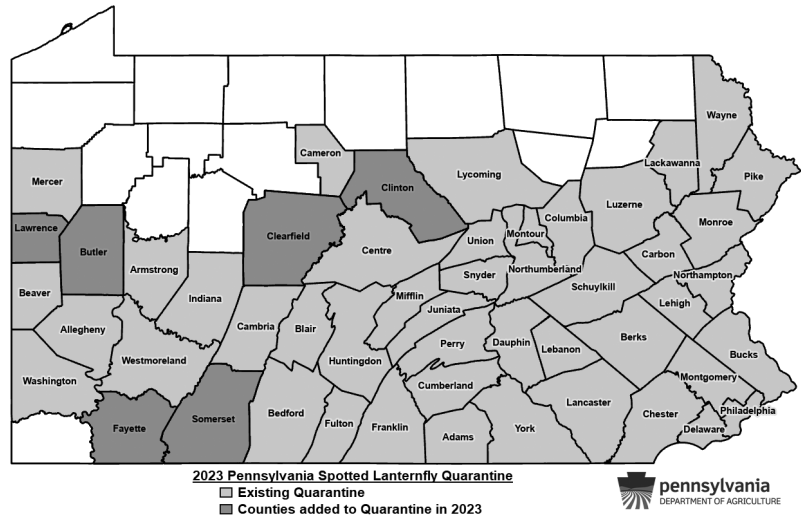 Wayne
Cameron
Lackawanna
Mercer
Lycoming
Pike
Clinton
Luzerne
Columbia
Monroe
Lawrence
Butler
Clearfield
Union
Montour
Centre
Carbon
Armstrong
Snyder
Northumberland
Northampton
Schuylkill
Beaver
Indiana
Mifflin
Lehigh
Juniata
Allegheny
Cambria
Blair
Berks
Perry
Dauphin
Lebanon
Bucks
Westmoreland
Huntingdon
Montgomery
Washington
Cumberland
Lancaster
Philadelphia
Bedford
Chester
Somerset
Fulton
Franklin
Fayette
York
Delaware
Adams
2023 Pennsylvania Spotted Lanternfly Quarantine
Existing Quarantine
Counties added to Quarantine in 2023
pennsylvania
DEPARTMENT OF AGRICULTURE